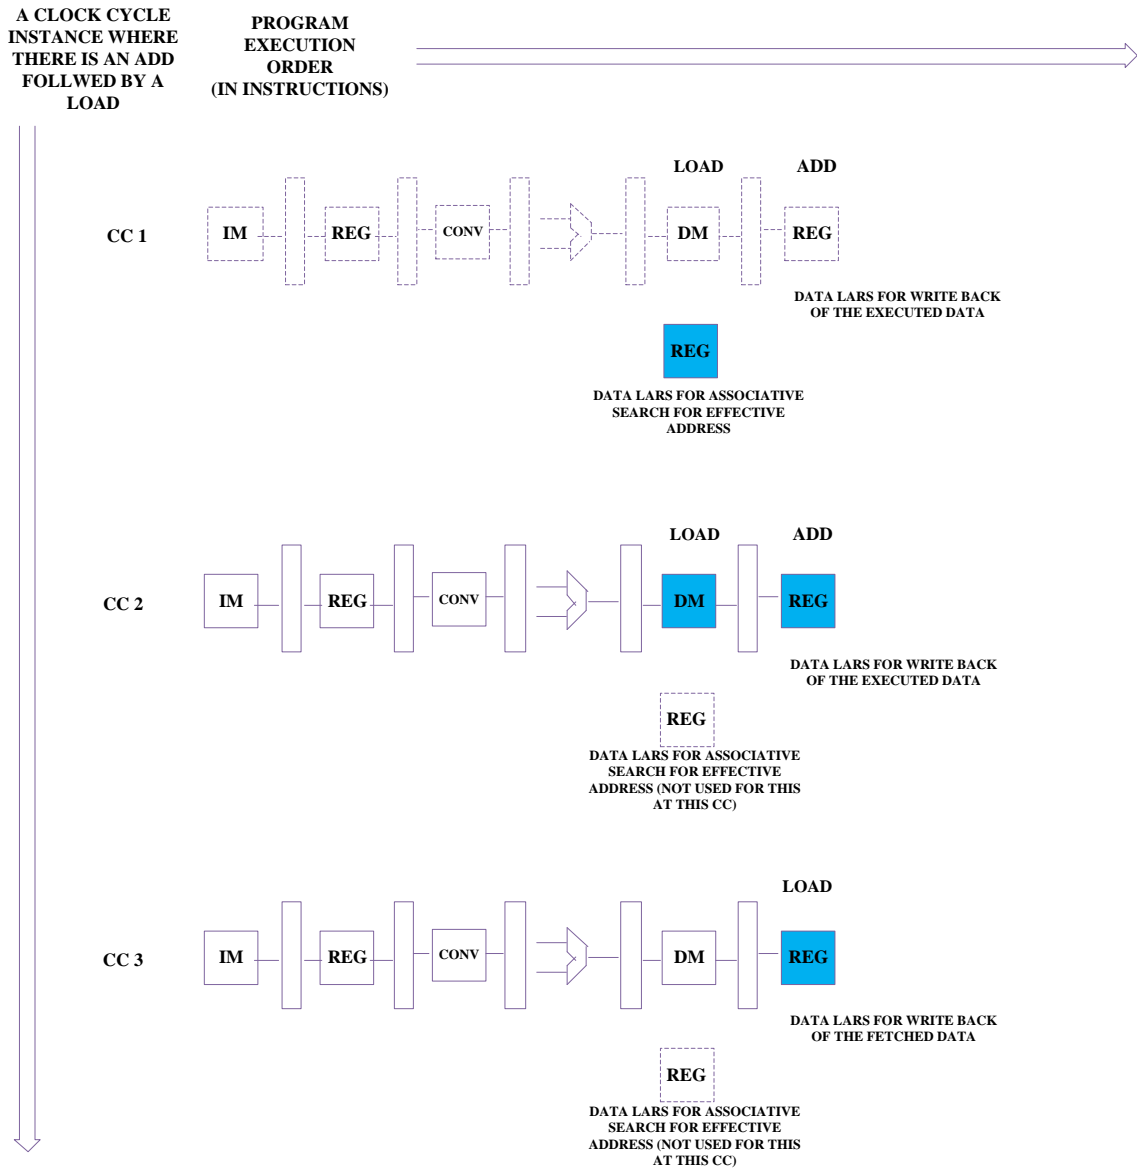 A CLOCK CYCLE
INSTANCE WHERE
THERE IS AN ADD
FOLLWED BY A
LOAD
PROGRAM
EXECUTION
ORDER
(IN INSTRUCTIONS)
LOAD
ADD
CC 1
IM
REG
CONV
DM
REG
DATA LARS FOR WRITE BACK
OF THE EXECUTED DATA
REG
DATA LARS FOR ASSOCIATIVE
SEARCH FOR EFFECTIVE
ADDRESS
LOAD
ADD
CC 2
IM
REG
CONV
DM
REG
DATA LARS FOR WRITE BACK
OF THE EXECUTED DATA
REG
DATA LARS FOR ASSOCIATIVE
SEARCH FOR EFFECTIVE
ADDRESS (NOT USED FOR THIS
AT THIS CC)
LOAD
CC 3
IM
REG
CONV
DM
REG
DATA LARS FOR WRITE BACK
OF THE FETCHED DATA
REG
DATA LARS FOR ASSOCIATIVE
SEARCH FOR EFFECTIVE
ADDRESS (NOT USED FOR THIS
AT THIS CC)